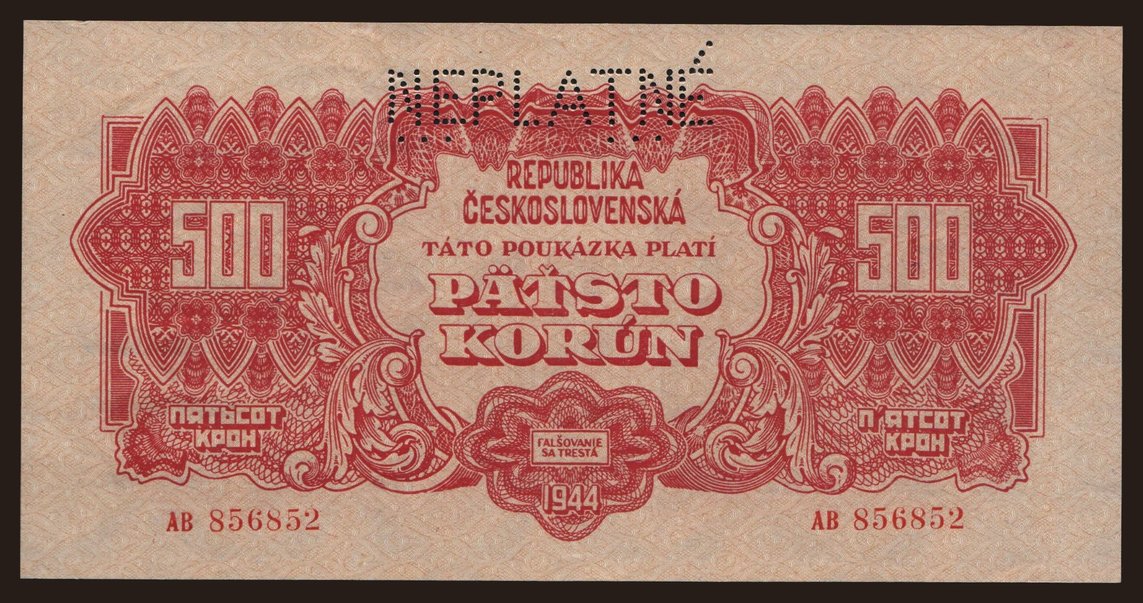 NEPLATNÉ
REPUBLIKA
ČESKOSLOVENSKÁ
TÁTO POUKÁZKA PLATÍ
PÄŤSTO
KORÚN
500
500
ПЯТЬСОТ
КРОН
П'ЯТСОТ
КРОН
FALŠOVANIE
SA TRESTÁ
1944
AB 856852
AB 856852